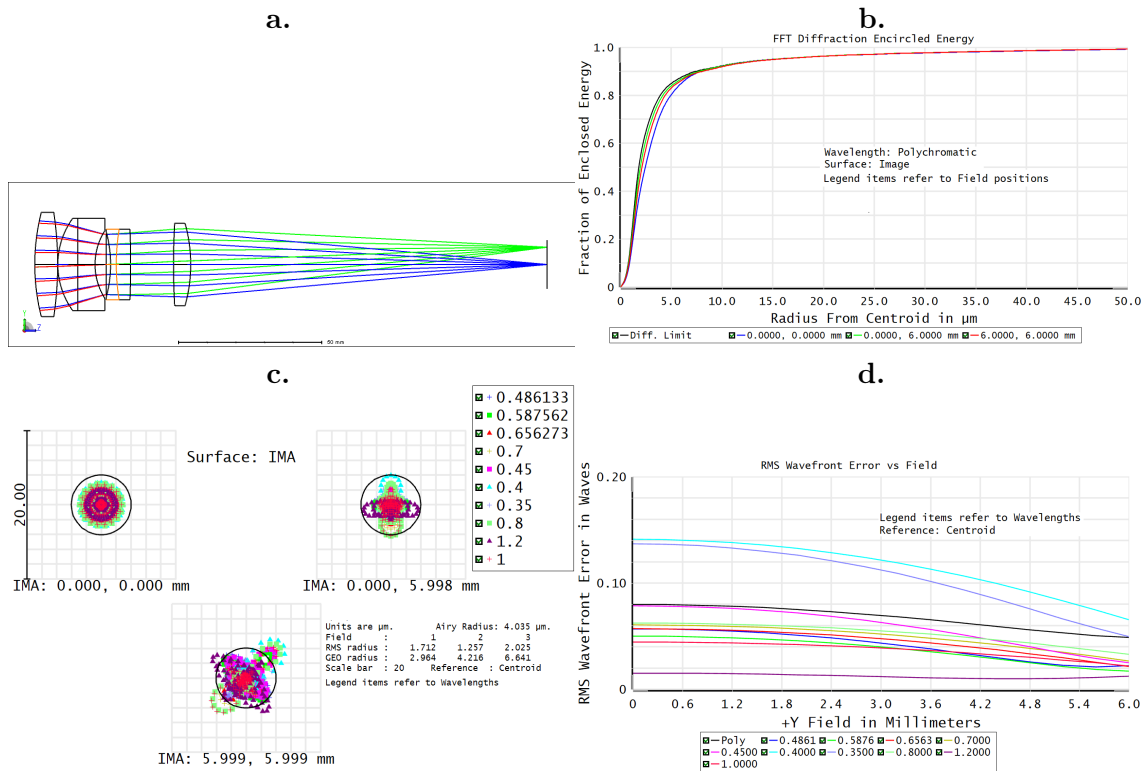 a.
Y
Z
50 mm
b.
FFT Diffraction Encircled Energy
Fraction of Enclosed Energy
1.0
0.8
0.6
0.4
0.2
0
Wavelength: Polychromatic
Surface: Image
Legend items refer to Field positions
0 5.0 10.0 15.0 20.0 25.0 30.0 35.0 40.0 45.0 50.0
Radius From Centroid in µm
Diff. Limit 0.0000, 0.0000 mm 0.0000, 6.0000 mm 6.0000, 6.0000 mm
c.
20.00
Surface: IMA
IMA: 0.000, 0.000 mm
IMA: 0.000, 5.998 mm
0.486133
0.587562
0.656273
0.7
0.45
0.4
0.35
0.8
1.2
1
IMA: 5.999, 5.999 mm
Units are µm. Airy Radius: 4.035 µm.
Field : 1 2 3
RMS radius : 1.712 1.257 2.025
GEO radius : 2.964 4.216 6.641
Scale bar : 20 Reference : Centroid
Legend items refer to Wavelengths
d.
RMS Wavefront Error vs Field
RMS Wavefront Error in Waves
0.20
0.10
0
Legend items refer to Wavelengths
Reference: Centroid
0 0.6 1.2 1.8 2.4 3.0 3.6 4.2 4.8 5.4 6.0
+Y Field in Millimeters
Poly 0.4861 0.5876 0.6563 0.7000
0.4500 0.4000 0.3500 0.8000 1.2000
1.0000